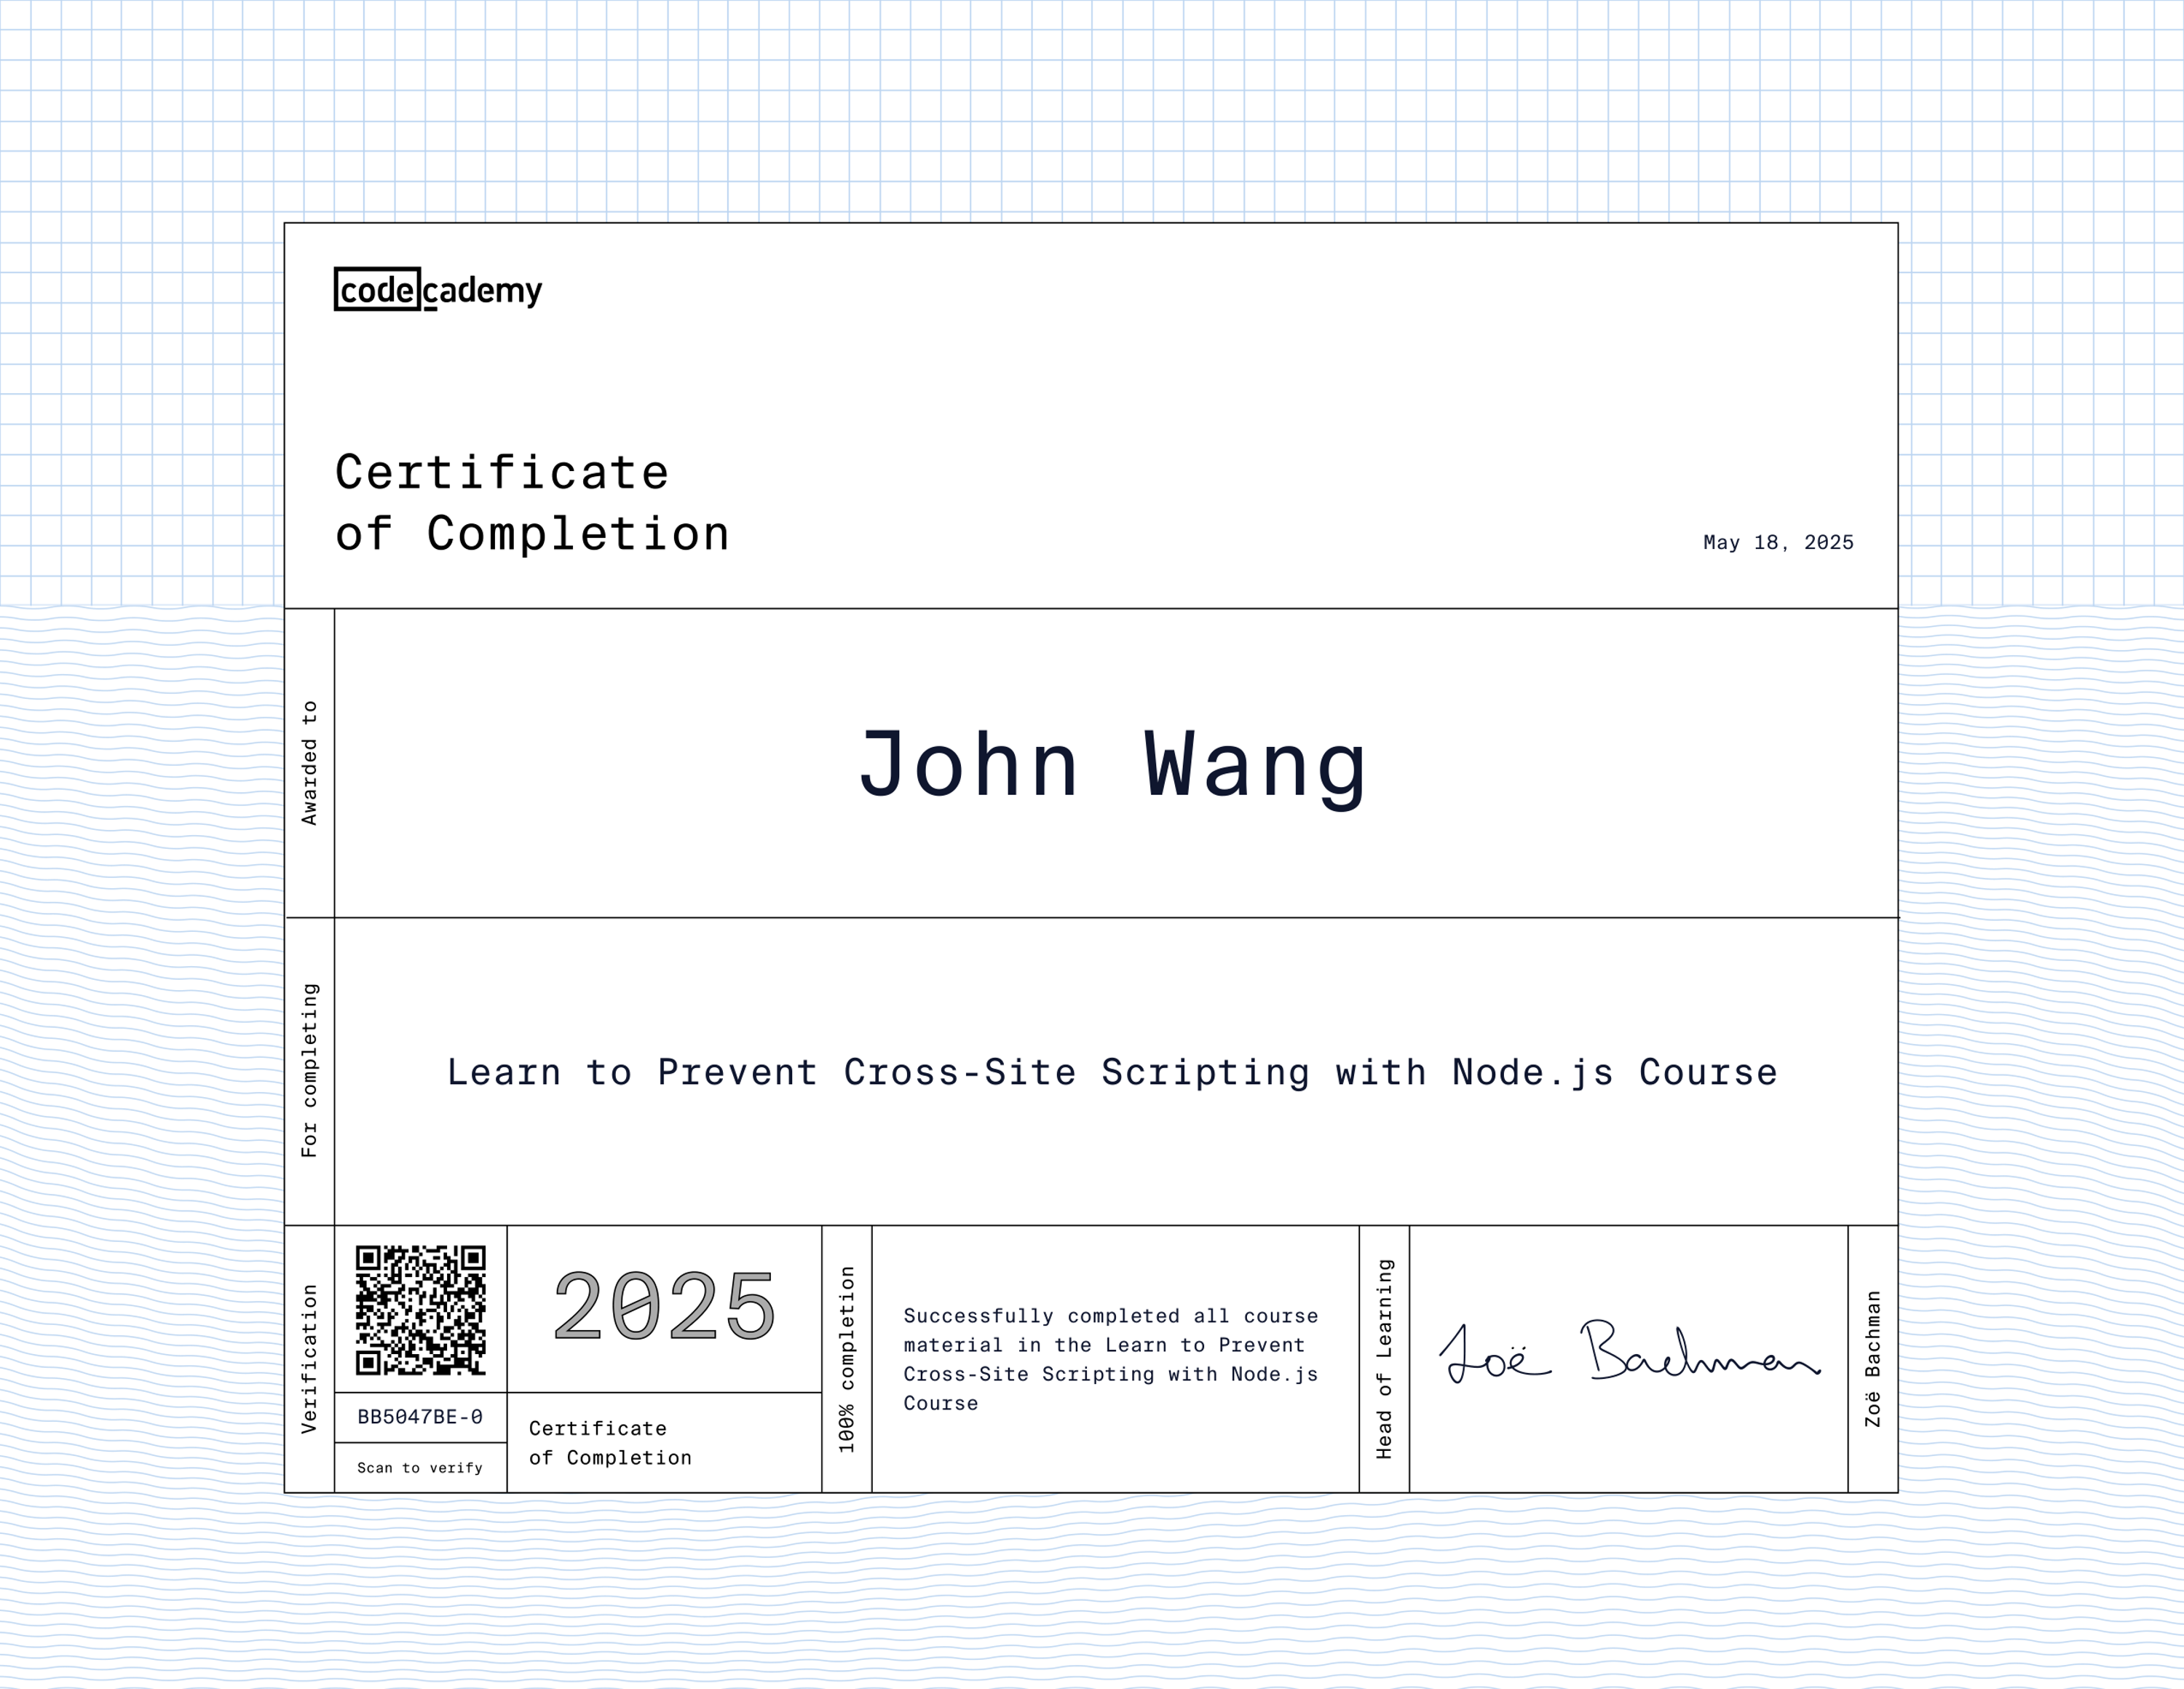 codecademy
Certificate
of Completion
May 18, 2025
Awarded to
John Wang
For completing
Learn to Prevent Cross-Site Scripting with Node.js Course
Verification
BB5047BE-0
Scan to verify
2025
Certificate
of Completion
100% completion
Successfully completed all course
material in the Learn to Prevent
Cross-Site Scripting with Node.js
Course
Head of Learning
Zoë Bachman
Zoë Bachman